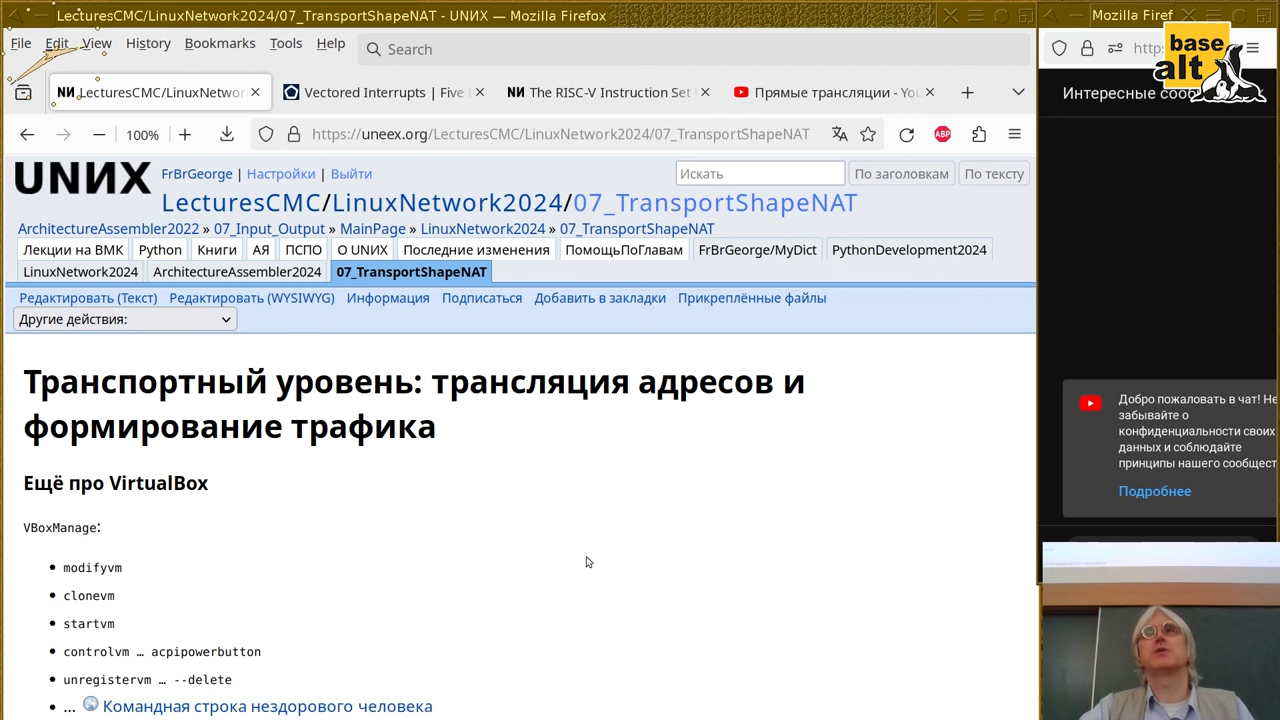 LecturesCMC/LinuxNetwork2024/07_TransportShapeNAT - UNИX — Mozilla Firefox
Mozilla Firef
File Edit View History Bookmarks Tools Help
Search
LecturesCMC/LinuxNetwor
Vectored Interrupts | Five E
The RISC-V Instruction Set
Прямые трансляции - You
100%
https://uneex.org/LecturesCMC/LinuxNetwork2024/07_TransportShapeNAT
https
base
alt
Интересные сооб
UNИX
FrBrGeorge | Настройки | Выйти
Искать
По заголовкам
По тексту
LecturesCMC/LinuxNetwork2024/07_TransportShapeNAT
ArchitectureAssembler2022 » 07_Input_Output » MainPage » LinuxNetwork2024 » 07_TransportShapeNAT
Лекции на ВМК Python Книги АЯ ПСПО О UNIX Последние изменения ПомощьПоГлавам FrBrGeorge/MyDict PythonDevelopment2024
LinuxNetwork2024 ArchitectureAssembler2024 07_TransportShapeNAT
Редактировать (Текст) Редактировать (WYSIWYG) Информация Подписаться Добавить в закладки Прикреплённые файлы
Другие действия:
Транспортный уровень: трансляция адресов и
формирование трафика
Ещё про VirtualBox
VBoxManage:
• modifyvm
• clonevm
• startvm
• controlvm … acpipowerbutton
• unregistervm … --delete
• … Командная строка нездорового человека
Добро пожаловать в чат! Не
забывайте о
конфиденциальности своих
данных и соблюдайте
принципы нашего сообщест
Подробнее